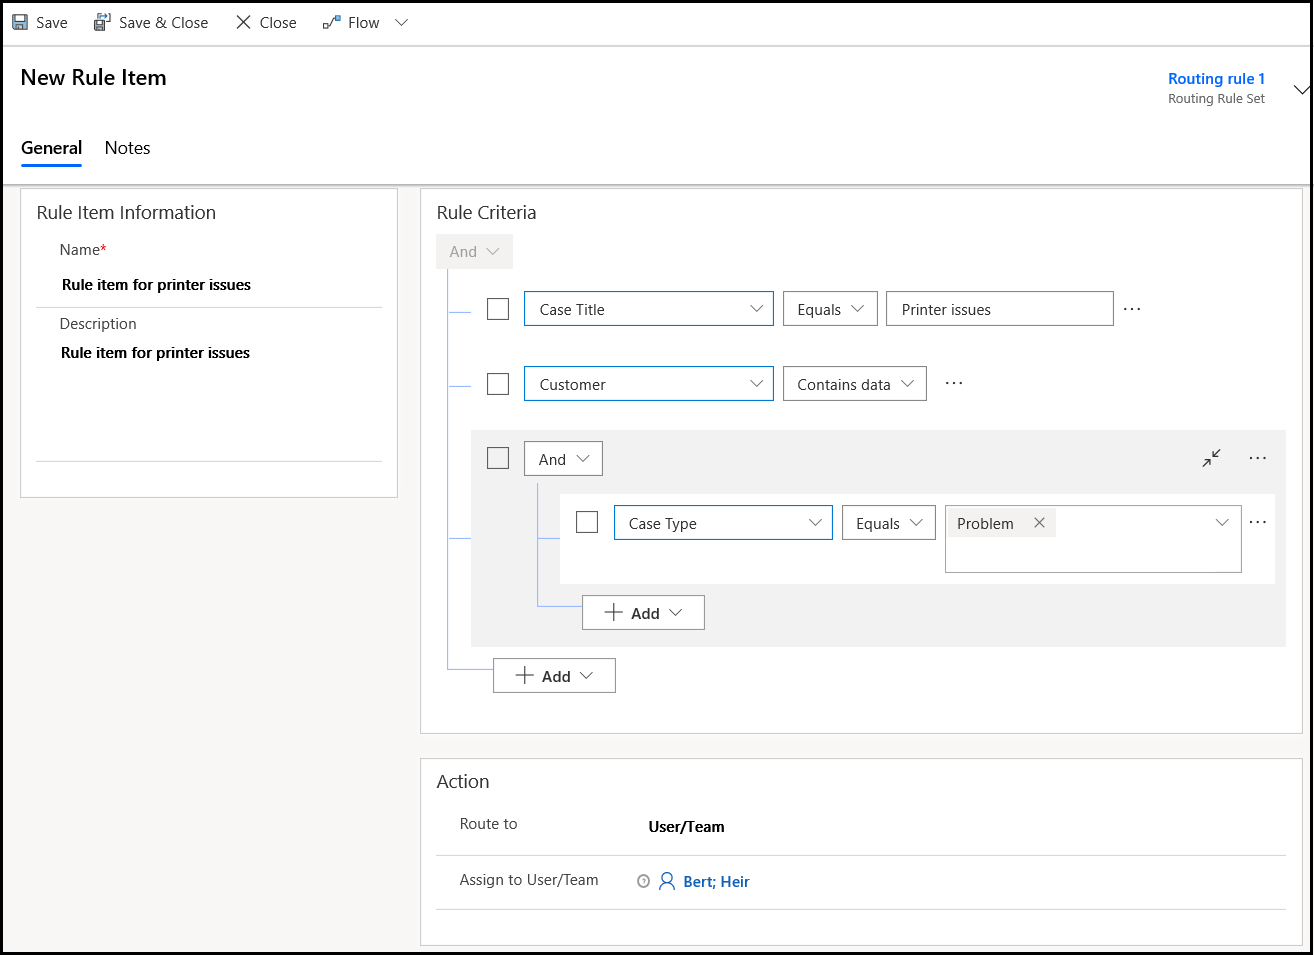 Save Save & Close Close Flow
New Rule Item
Routing rule 1
Routing Rule Set
General Notes
Rule Item Information
Name*
Rule item for printer issues
Description
Rule item for printer issues
Rule Criteria
And
Case Title Equals Printer issues ...
Customer Contains data ...
And ...
Case Type Equals Problem ...
Add
Add
Action
Route to User/Team
Assign to User/Team Bert; Heir